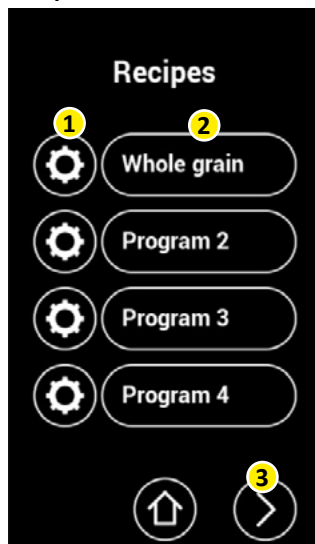 Recipes
1
2
Whole grain
Program 2
Program 3
Program 4
3